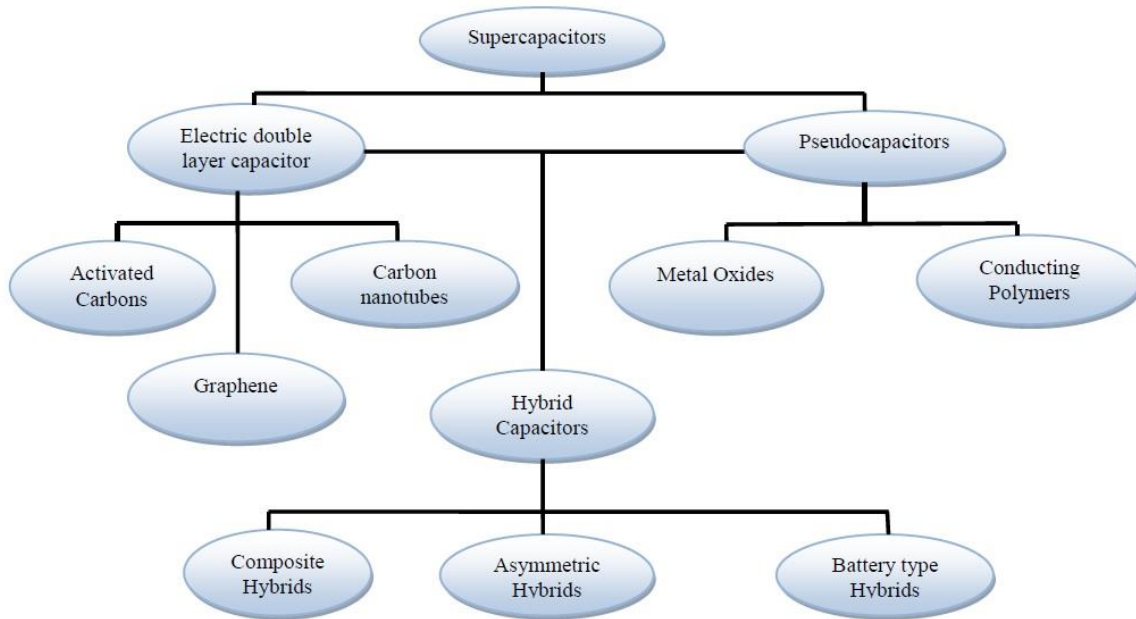 Supercapacitors
Electric double
layer capacitor
Pseudocapacitors
Activated
Carbons
Carbon
nanotubes
Metal Oxides
Conducting
Polymers
Graphene
Hybrid
Capacitors
Composite
Hybrids
Asymmetric
Hybrids
Battery type
Hybrids